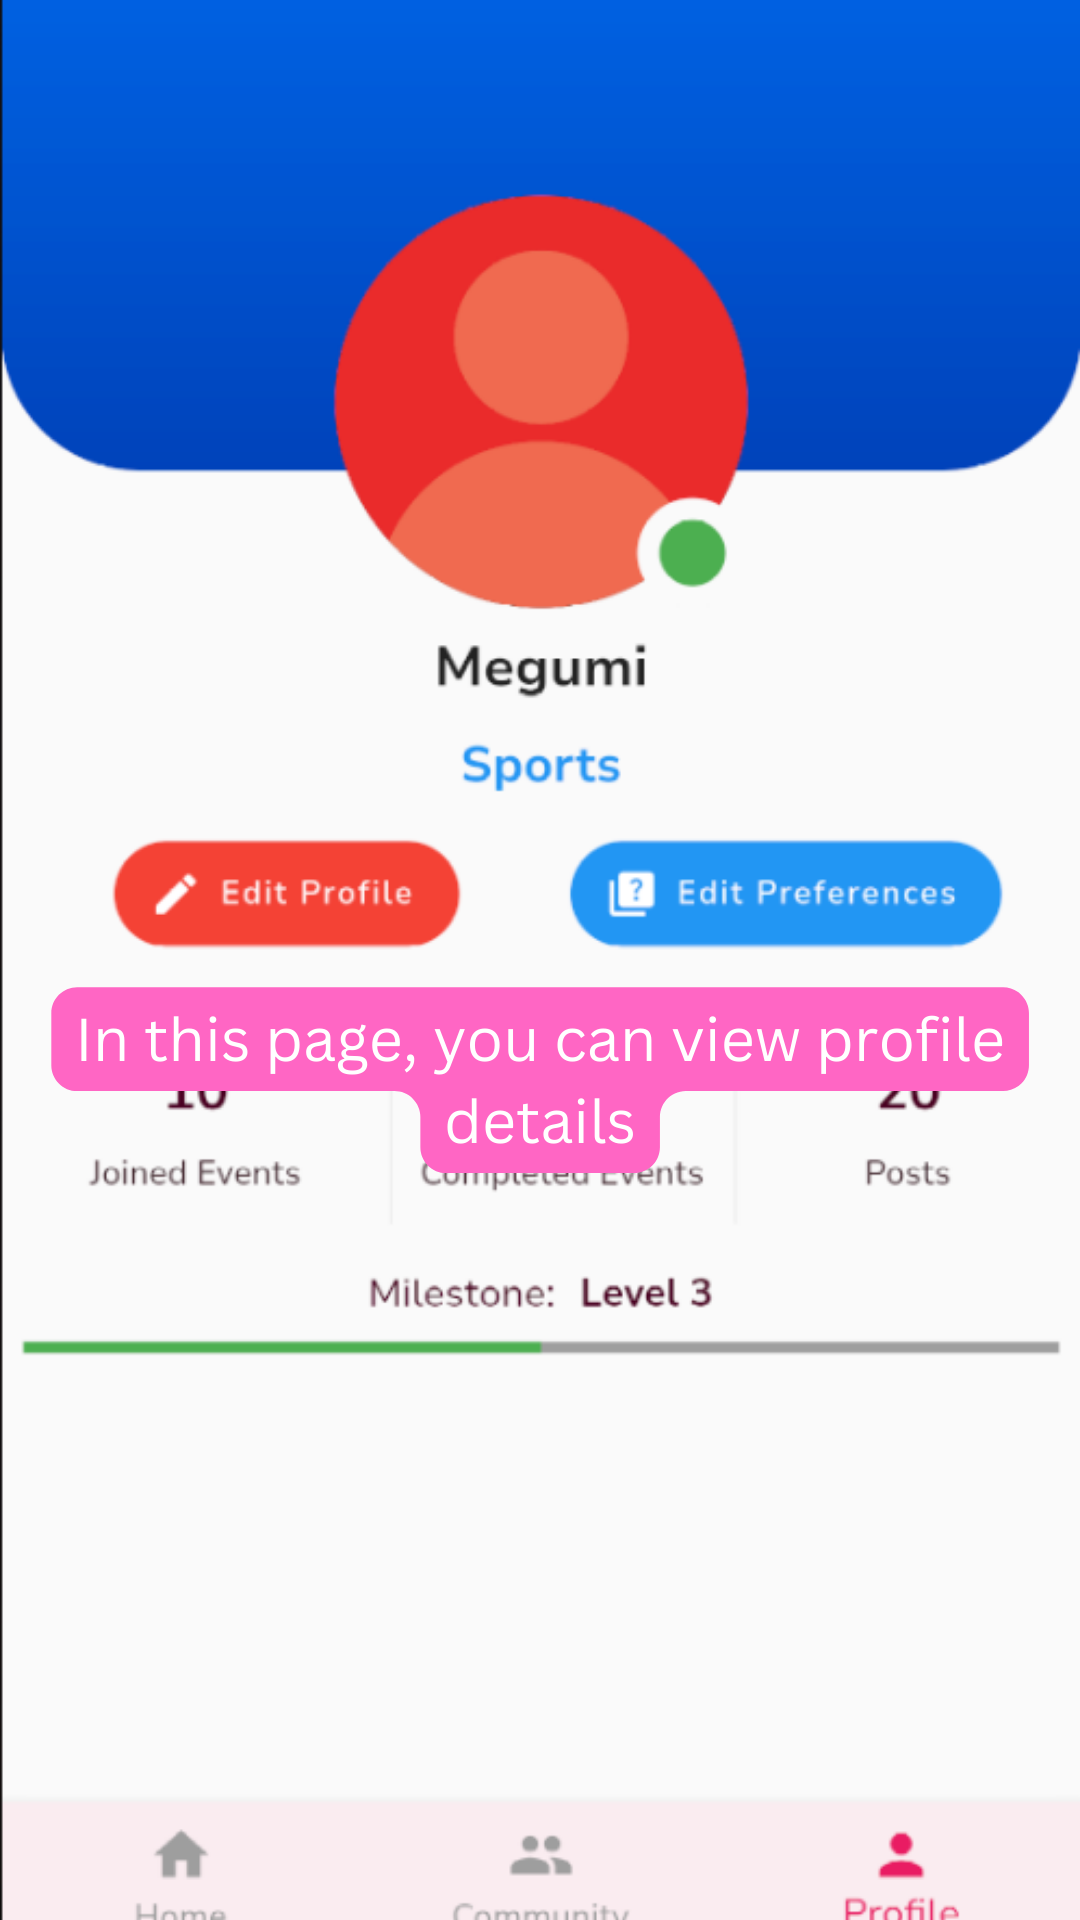 Megumi
Sports
Edit Profile
Edit Preferences
In this page, you can view profile
details
10
20
Joined Events
Completed Events
Posts
Milestone: Level 3
Home
Community
Profile